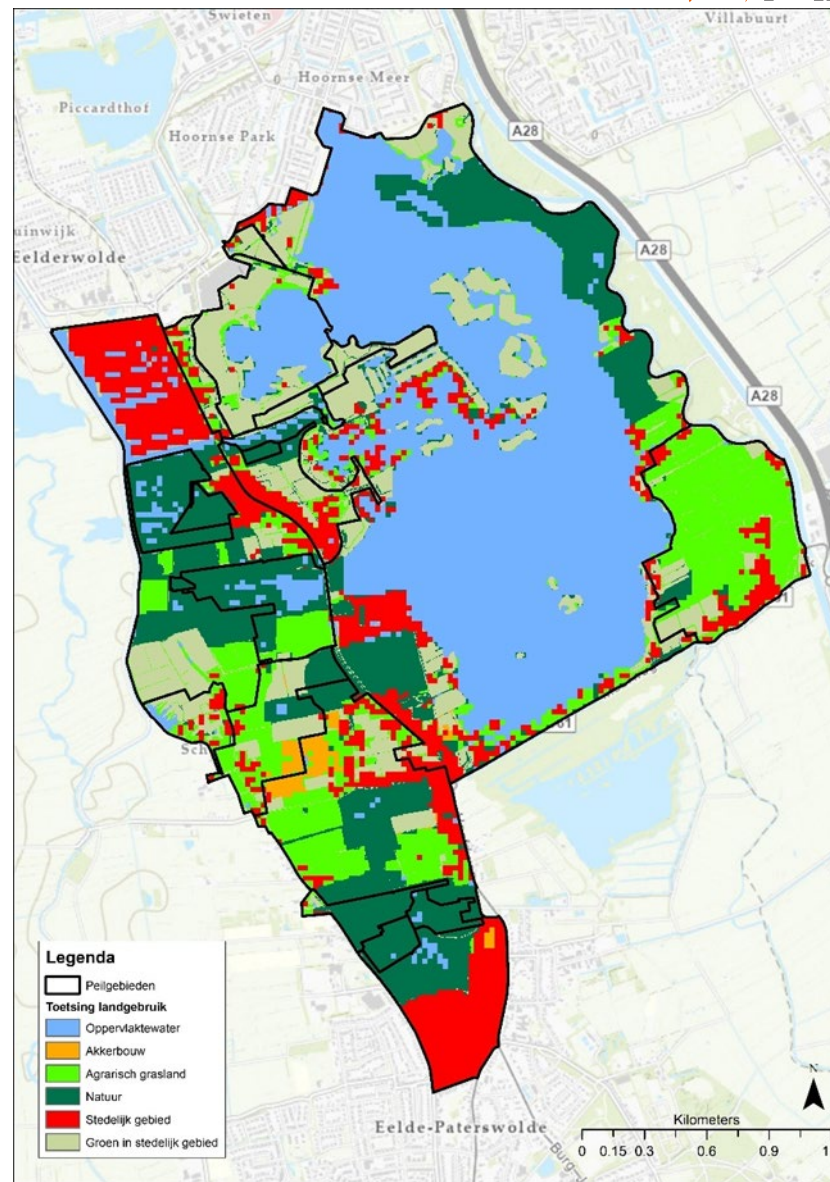 Swieten
Villabuurt
Hoornse Meer
Piccardthof
A28
Hoornse Park
Eelderwolde
A28
A28
Sch
Legenda
Peilgebieden
Toetsing landgebruik
Oppervlaktewater
Akkerbouw
Agrarisch grasland
Natuur
Stedelijk gebied
Groen in stedelijk gebied
Eelde-Paterswolde
N
Kilometers
0 0.15 0.3 0.6 0.9